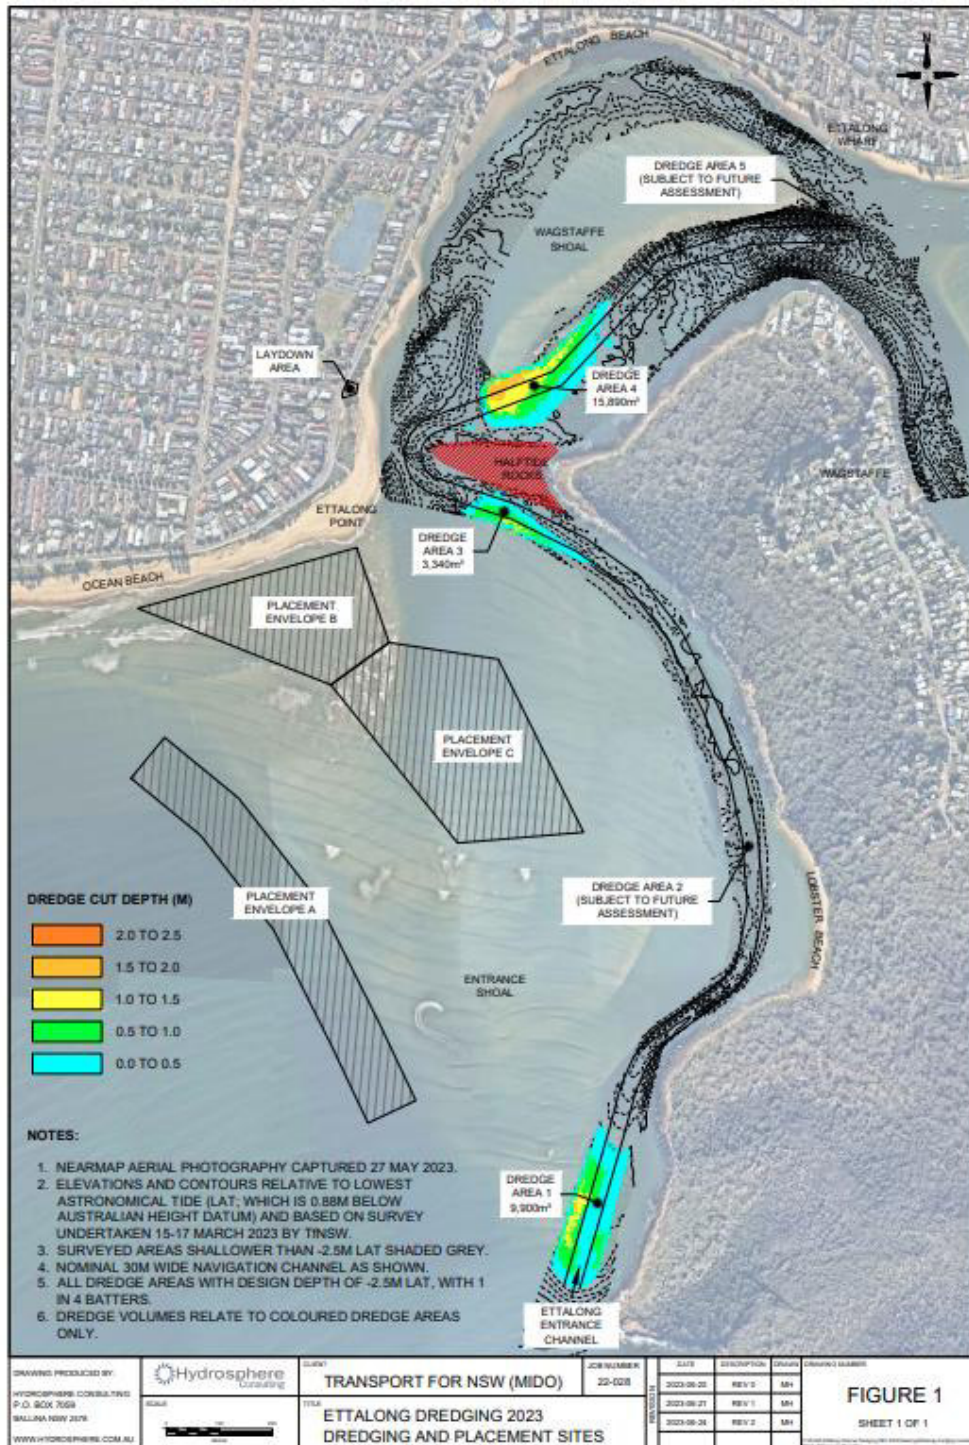 ETTALONG BEACH
N
ETTALONG
WHARF
DREDGE AREA 5
(SUBJECT TO FUTURE
ASSESSMENT)
WAGSTAFFE
SHOAL
LAYDOWN
AREA
DREDGE
AREA 4
15,890m³
HALFTIDE
ROCKS
WAGSTAFFE
ETTALONG
POINT
DREDGE
AREA 3
3,340m³
OCEAN BEACH
PLACEMENT
ENVELOPE B
PLACEMENT
ENVELOPE C
PLACEMENT
ENVELOPE A
DREDGE AREA 2
(SUBJECT TO FUTURE
ASSESSMENT)
LOBSTER BEACH
ENTRANCE
SHOAL
DREDGE CUT DEPTH (M)
2.0 TO 2.5
1.5 TO 2.0
1.0 TO 1.5
0.5 TO 1.0
0.0 TO 0.5
DREDGE
AREA 1
9,900m³
ETTALONG
ENTRANCE
CHANNEL
NOTES:
1. NEARMAP AERIAL PHOTOGRAPHY CAPTURED 27 MAY 2023.
2. ELEVATIONS AND CONTOURS RELATIVE TO LOWEST
ASTRONOMICAL TIDE (LAT; WHICH IS 0.88M BELOW
AUSTRALIAN HEIGHT DATUM) AND BASED ON SURVEY
UNDERTAKEN 15-17 MARCH 2023 BY TfNSW.
3. SURVEYED AREAS SHALLOWER THAN -2.5M LAT SHADED GREY.
4. NOMINAL 30M WIDE NAVIGATION CHANNEL AS SHOWN.
5. ALL DREDGE AREAS WITH DESIGN DEPTH OF -2.5M LAT, WITH 1
IN 4 BATTERS.
6. DREDGE VOLUMES RELATE TO COLOURED DREDGE AREAS
ONLY.
DRAWING PRODUCED BY:
HYDROSPHERE CONSULTING
P.O. BOX 7059
BALLINA NSW 2478
WWW.HYDROSPHERE.COM.AU
Hydrosphere
Consulting
SCALE
CLIENT
TRANSPORT FOR NSW (MIDO)
JOB NUMBER
22-028
TITLE
ETTALONG DREDGING 2023
DREDGING AND PLACEMENT SITES
REVISION
DATE DESCRIPTION DRAWN
REV 0 MH
2023-06-21 REV 1 MH
REV 2 MH
DRAWING NUMBER
FIGURE 1
SHEET 1 OF 1